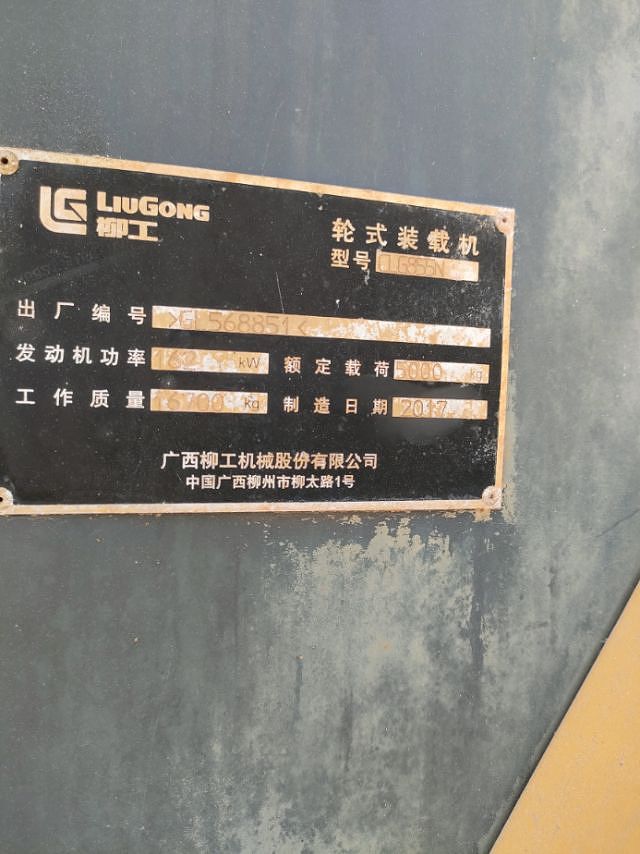 LIUGONG
柳工
轮式装载机
型号 CLG855N
出厂编号 >GL568851<
发动机功率 162 kW 额定载荷 5000 kg
工作质量 16700 kg 制造日期 2017
广西柳工机械股份有限公司
中国广西柳州市柳太路1号